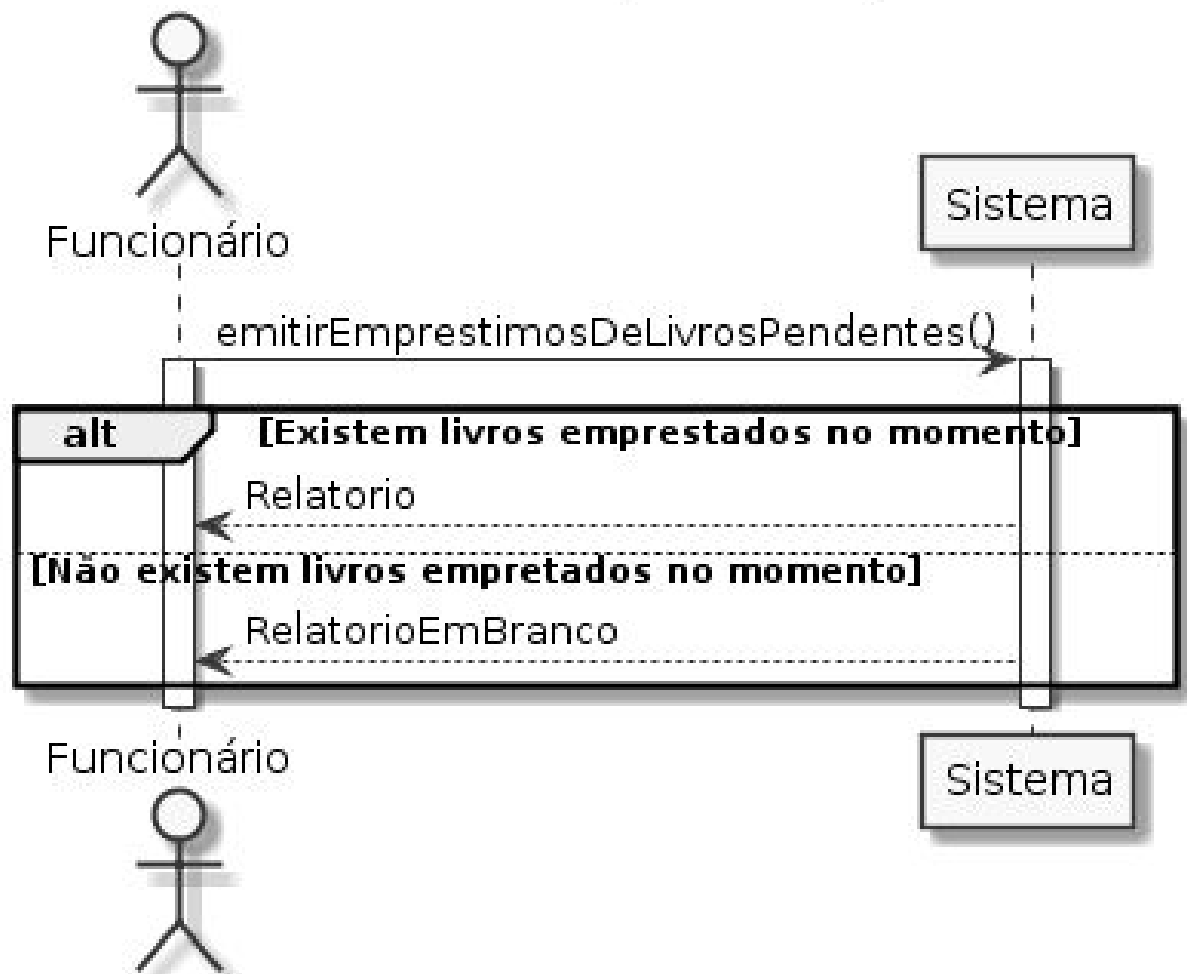 Funcionário
Sistema
emitirEmprestimosDeLivrosPendentes()
alt [Existem livros emprestados no momento]
Relatorio
[Não existem livros empretados no momento]
RelatorioEmBranco
Funcionário
Sistema